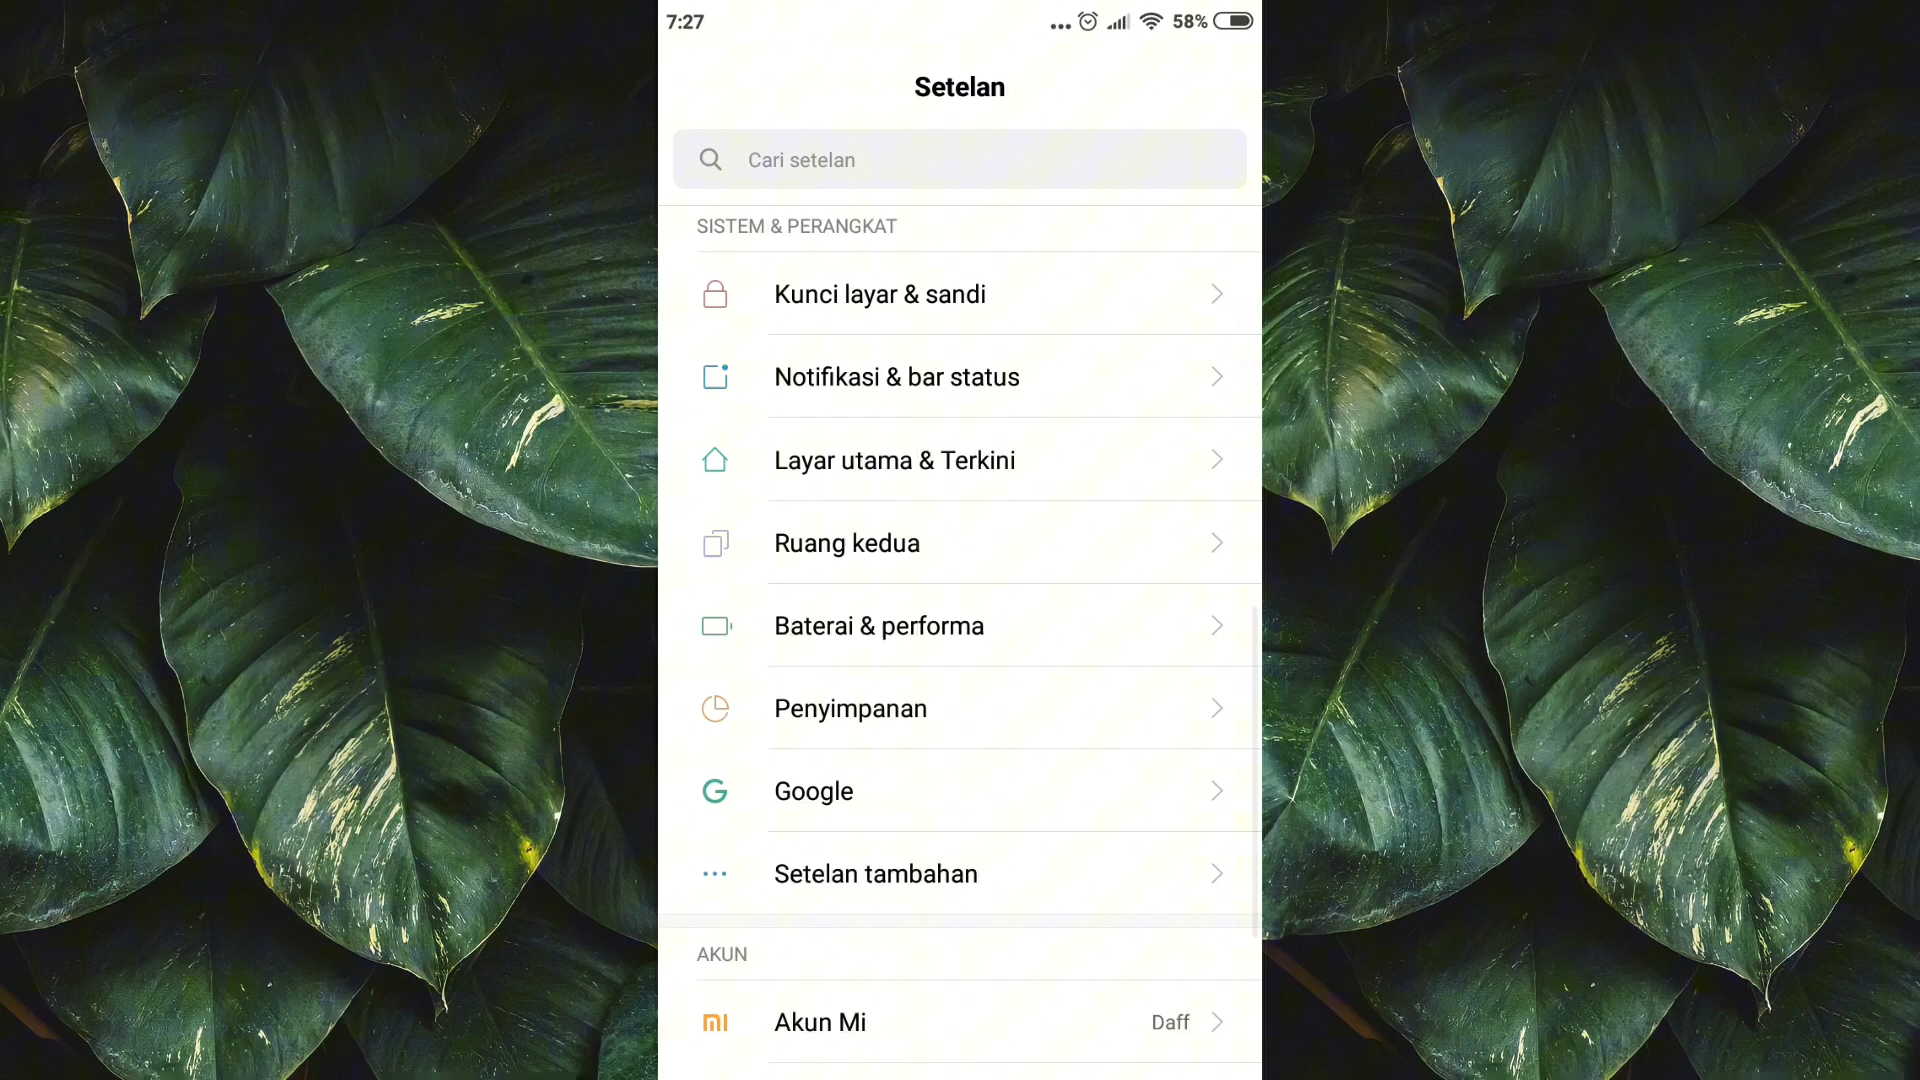 7:27
58%
Setelan
Cari setelan
SISTEM & PERANGKAT
Kunci layar & sandi
Notifikasi & bar status
Layar utama & Terkini
Ruang kedua
Baterai & performa
Penyimpanan
Google
Setelan tambahan
AKUN
Akun Mi
Daff